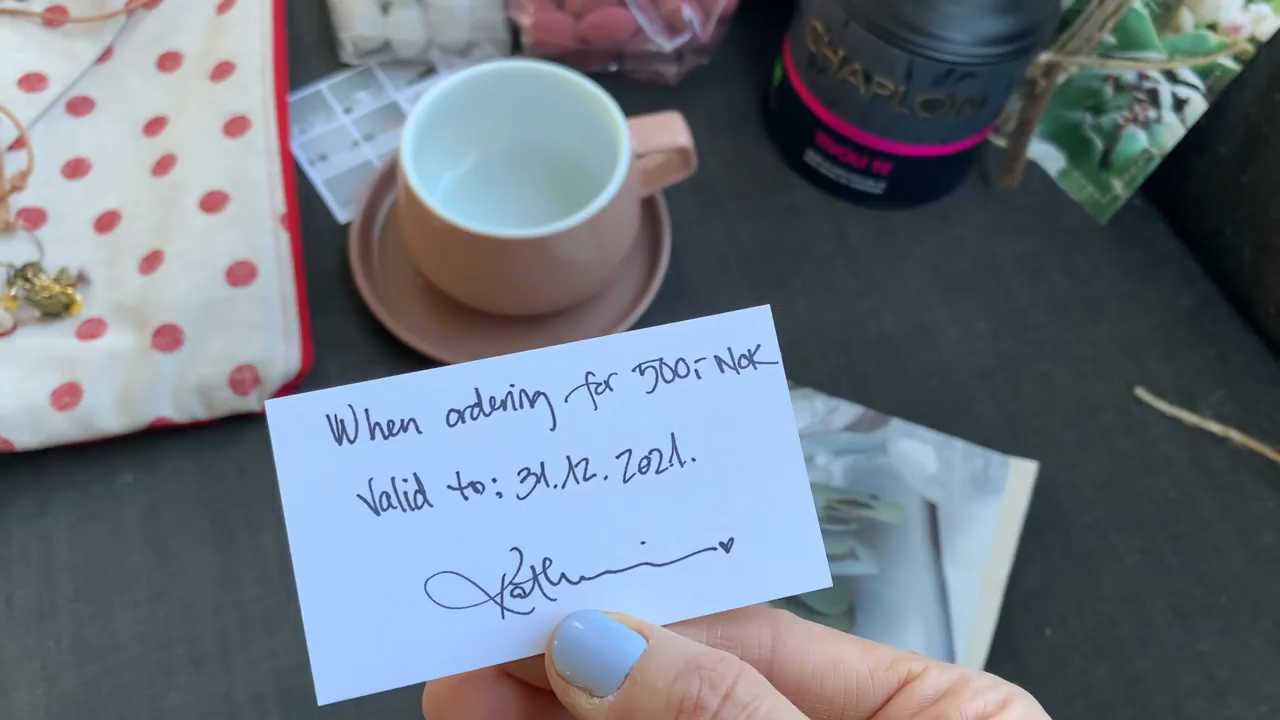 CHAPLON
When ordering for 500,- NOK
Valid to: 31.12.2021.